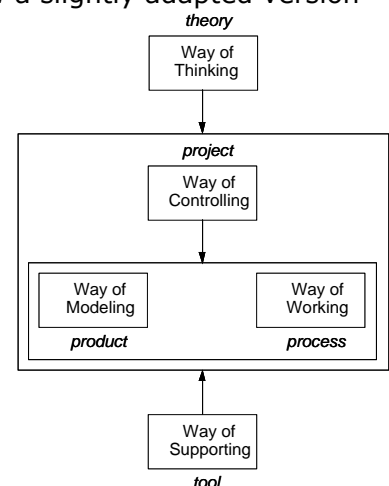 a slightly adapted version
theory
Way of
Thinking
project
Way of
Controlling
Way of
Modeling
Way of
Working
product
process
Way of
Supporting
tool